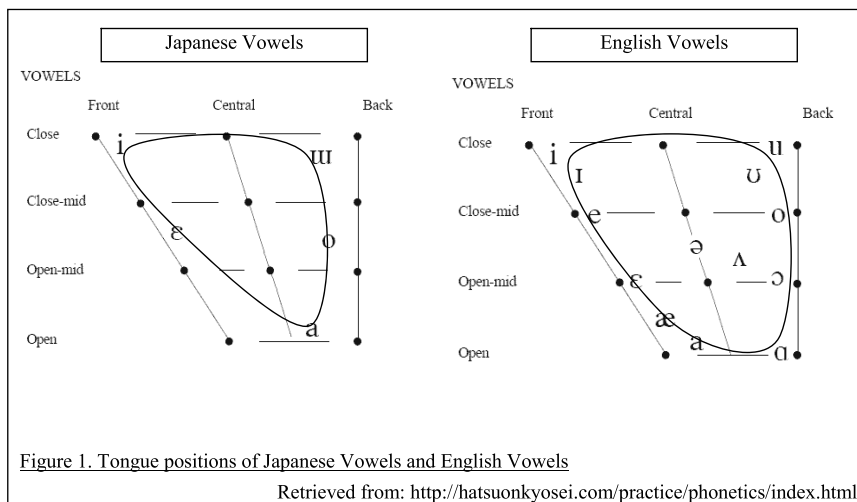 Japanese Vowels
VOWELS
Front Central Back
Close
i ɯ
Close-mid
ɛ o
Open-mid
a
Open
English Vowels
VOWELS
Front Central Back
Close
i u
ɪ ʊ
Close-mid
e o
ə ʌ
Open-mid
ɛ ɔ
æ a
Open
ɑ
Figure 1. Tongue positions of Japanese Vowels and English Vowels
Retrieved from: http://hatsuonkyosei.com/practice/phonetics/index.html